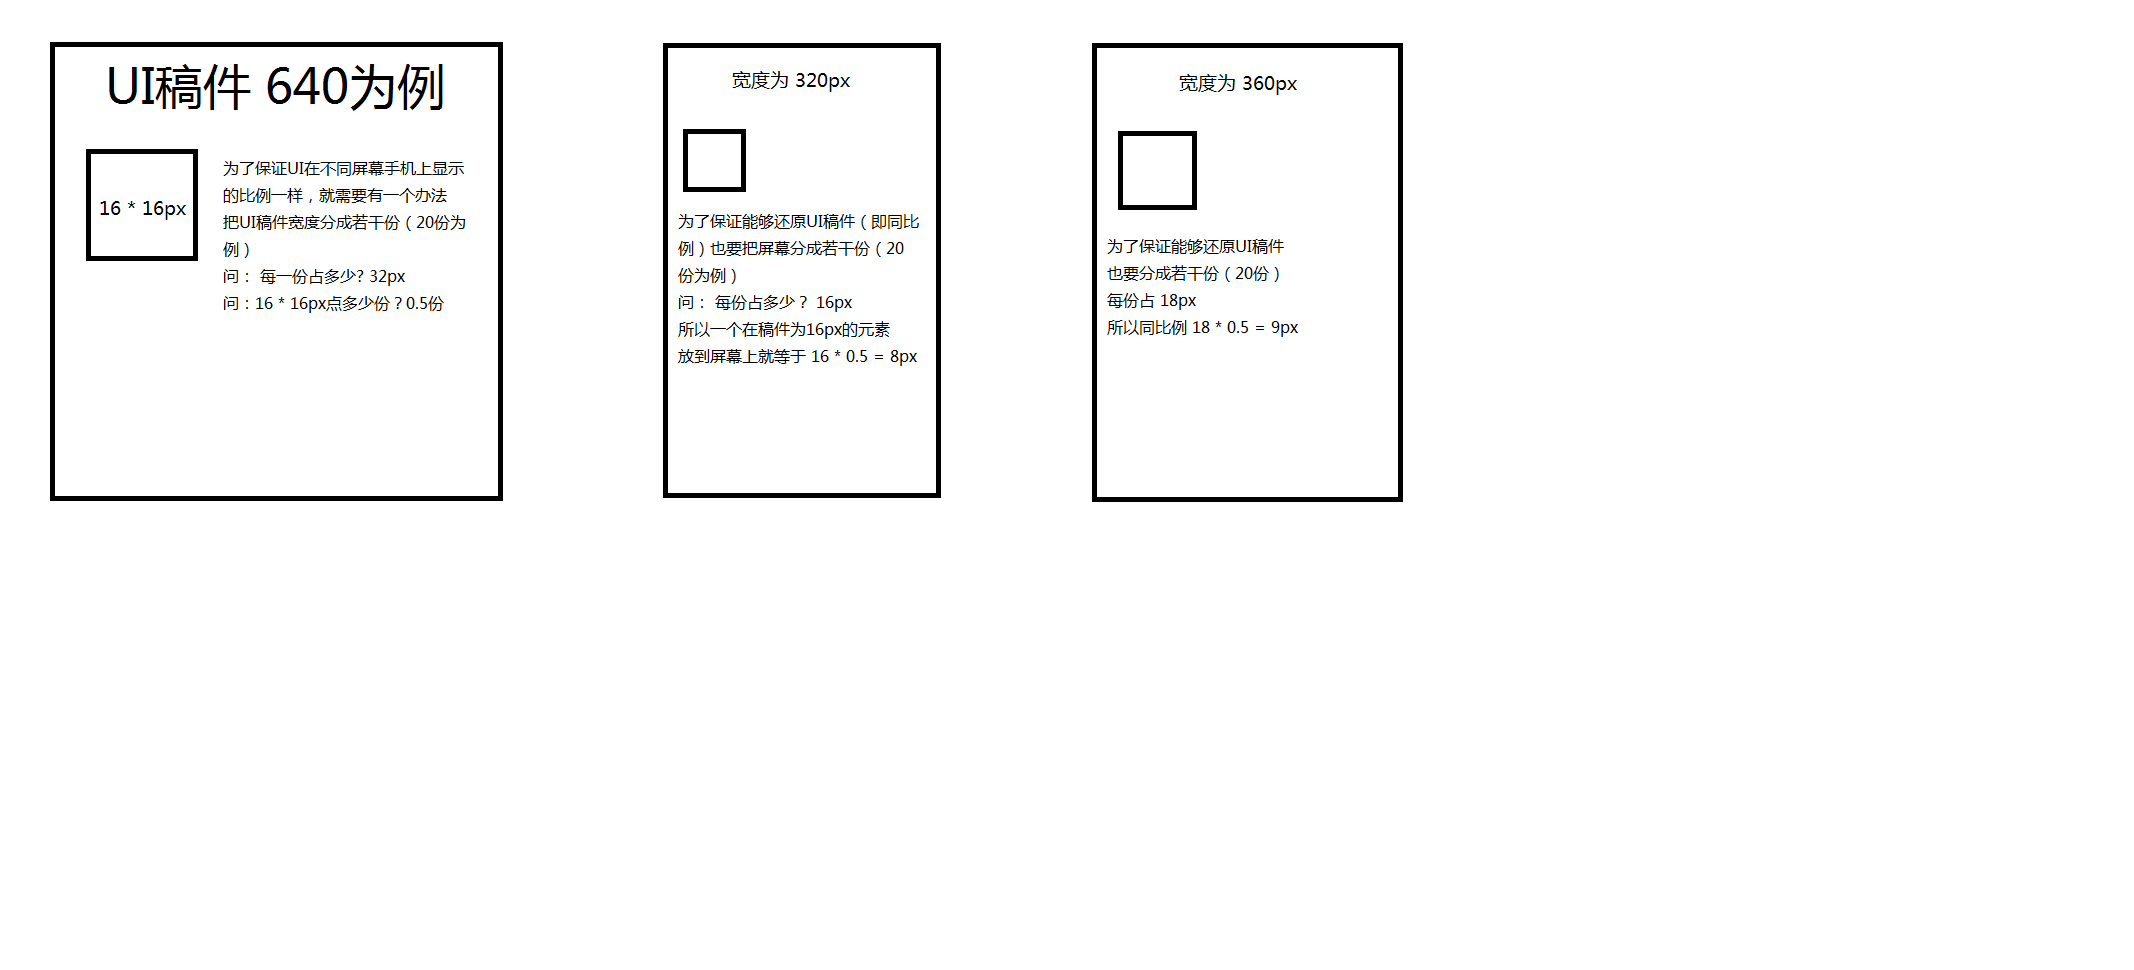 UI稿件 640为例
16 * 16px
为了保证UI在不同屏幕手机上显示
的比例一样，就需要有一个办法
把UI稿件宽度分成若干份（20份为
例）
问： 每一份占多少? 32px
问：16 * 16px点多少份？0.5份
宽度为 320px
为了保证能够还原UI稿件（即同比
例）也要把屏幕分成若干份（20
份为例）
问： 每份占多少？ 16px
所以一个在稿件为16px的元素
放到屏幕上就等于 16 * 0.5 = 8px
宽度为 360px
为了保证能够还原UI稿件
也要分成若干份（20份）
每份占 18px
所以同比例 18 * 0.5 = 9px